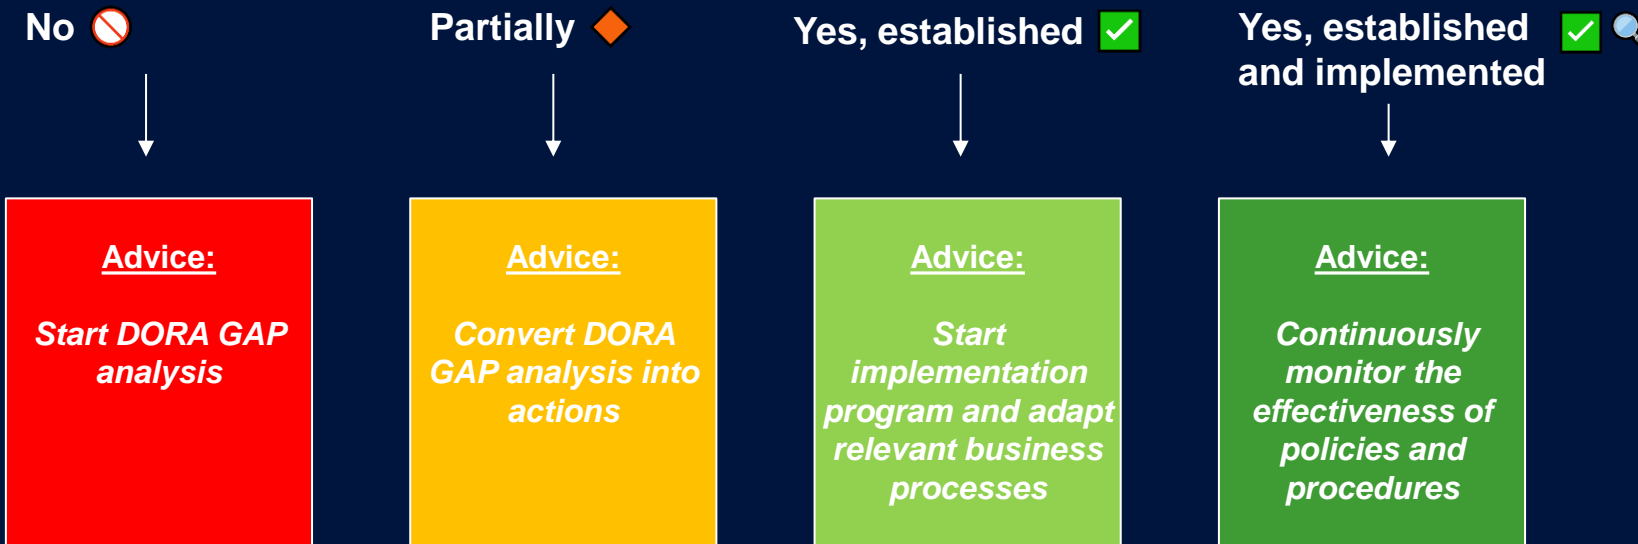 No 🚫
Partially 🔶
Yes, established ✅
Yes, established
and implemented ✅ 🔍
Advice:
Start DORA GAP
analysis
Advice:
Convert DORA
GAP analysis into
actions
Advice:
Start
implementation
program and adapt
relevant business
processes
Advice:
Continuously
monitor the
effectiveness of
policies and
procedures